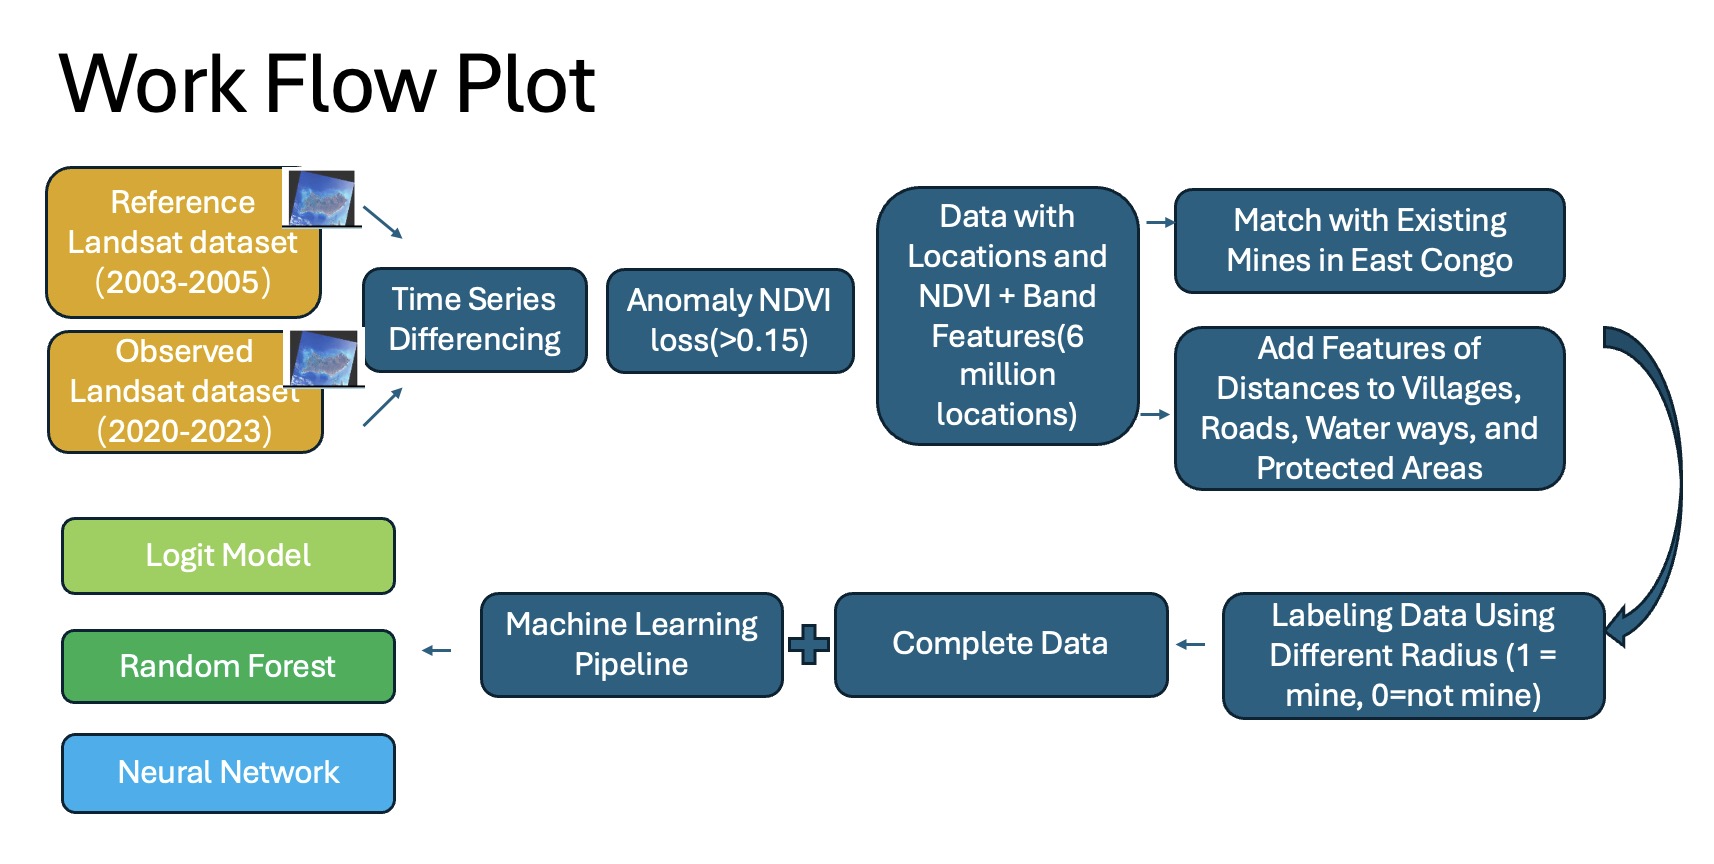 Work Flow Plot
Reference
Landsat dataset
(2003-2005)
Observed
Landsat dataset
(2020-2023)
Time Series
Differencing
Anomaly NDVI
loss(>0.15)
Data with
Locations and
NDVI + Band
Features(6
million
locations)
Match with Existing
Mines in East Congo
Add Features of
Distances to Villages,
Roads, Water ways, and
Protected Areas
Labeling Data Using
Different Radius (1 =
mine, 0=not mine)
Complete Data
Machine Learning
Pipeline
Logit Model
Random Forest
Neural Network